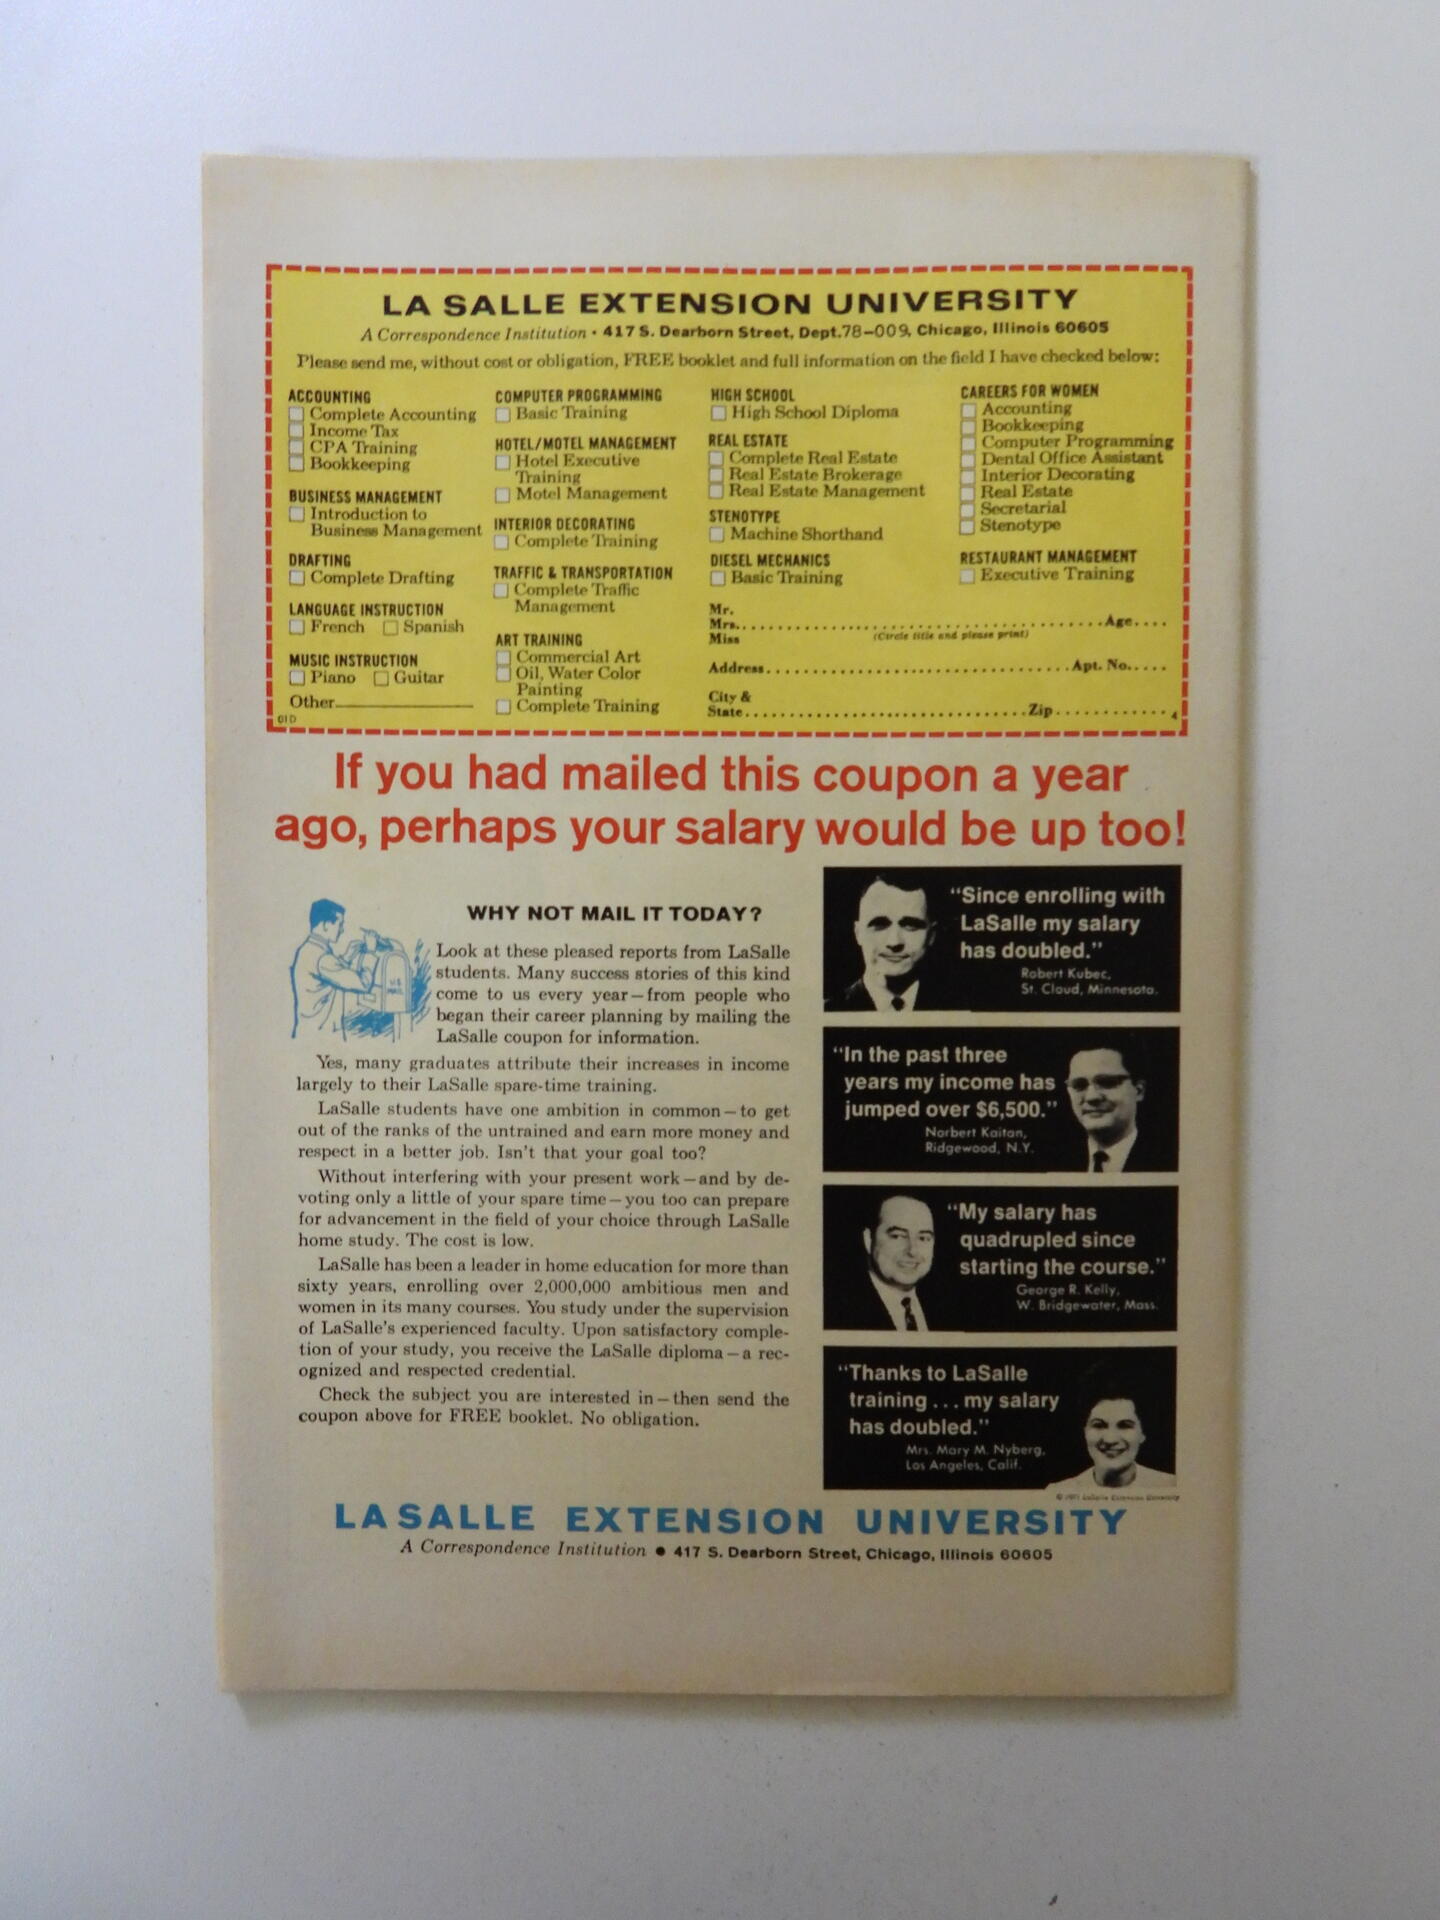 LA SALLE EXTENSION UNIVERSITY
A Correspondence Institution • 417 S. Dearborn Street, Dept. 78-009, Chicago, Illinois 60605
Please send me, without cost or obligation, FREE booklet and full information on the field I have checked below:
ACCOUNTING
Complete Accounting
Income Tax
CPA Training
Bookkeeping
BUSINESS MANAGEMENT
Introduction to
Business Management
DRAFTING
Complete Drafting
LANGUAGE INSTRUCTION
French Spanish
MUSIC INSTRUCTION
Piano Guitar
Other
01D
COMPUTER PROGRAMMING
Basic Training
HOTEL/MOTEL MANAGEMENT
Hotel Executive
Training
Motel Management
INTERIOR DECORATING
Complete Training
TRAFFIC & TRANSPORTATION
Complete Traffic
Management
ART TRAINING
Commercial Art
Oil, Water Color
Painting
Complete Training
HIGH SCHOOL
High School Diploma
REAL ESTATE
Complete Real Estate
Real Estate Brokerage
Real Estate Management
STENOTYPE
Machine Shorthand
DIESEL MECHANICS
Basic Training
CAREERS FOR WOMEN
Accounting
Bookkeeping
Computer Programming
Dental Office Assistant
Interior Decorating
Real Estate
Secretarial
Stenotype
RESTAURANT MANAGEMENT
Executive Training
Mr.
Mrs. Age
Miss (Circle title and please print)
Address Apt. No.
City &
State Zip 4
If you had mailed this coupon a year
ago, perhaps your salary would be up too!
WHY NOT MAIL IT TODAY?
U S
MAIL
Look at these pleased reports from LaSalle
students. Many success stories of this kind
come to us every year—from people who
began their career planning by mailing the
LaSalle coupon for information.
Yes, many graduates attribute their increases in income
largely to their LaSalle spare-time training.
LaSalle students have one ambition in common—to get
out of the ranks of the untrained and earn more money and
respect in a better job. Isn't that your goal too?
Without interfering with your present work—and by de-
voting only a little of your spare time—you too can prepare
for advancement in the field of your choice through LaSalle
home study. The cost is low.
LaSalle has been a leader in home education for more than
sixty years, enrolling over 2,000,000 ambitious men and
women in its many courses. You study under the supervision
of LaSalle's experienced faculty. Upon satisfactory comple-
tion of your study, you receive the LaSalle diploma—a rec-
ognized and respected credential.
Check the subject you are interested in—then send the
coupon above for FREE booklet. No obligation.
"Since enrolling with
LaSalle my salary
has doubled."
Robert Kubec,
St. Cloud, Minnesota.
"In the past three
years my income has
jumped over $6,500."
Norbert Kaitan,
Ridgewood, N.Y.
"My salary has
quadrupled since
starting the course."
George R. Kelly,
W. Bridgewater, Mass.
"Thanks to LaSalle
training . . . my salary
has doubled."
Mrs. Mary M. Nyberg,
Los Angeles, Calif.
© 1971 LaSalle Extension University
LA SALLE EXTENSION UNIVERSITY
A Correspondence Institution • 417 S. Dearborn Street, Chicago, Illinois 60605